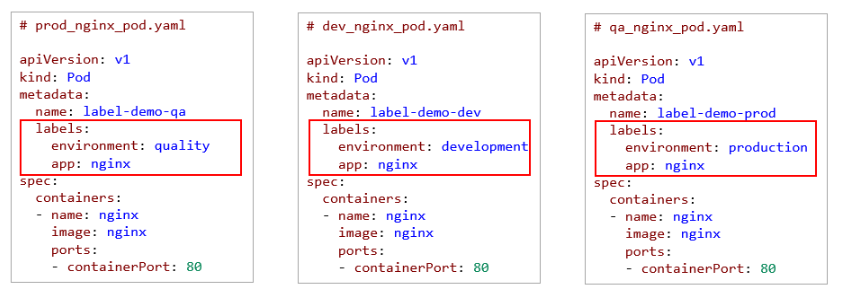 # prod_nginx_pod.yaml
apiVersion: v1
kind: Pod
metadata:
  name: label-demo-qa
  labels:
    environment: quality
    app: nginx
spec:
  containers:
  - name: nginx
    image: nginx
    ports:
    - containerPort: 80
# dev_nginx_pod.yaml
apiVersion: v1
kind: Pod
metadata:
  name: label-demo-dev
  labels:
    environment: development
    app: nginx
spec:
  containers:
  - name: nginx
    image: nginx
    ports:
    - containerPort: 80
# qa_nginx_pod.yaml
apiVersion: v1
kind: Pod
metadata:
  name: label-demo-prod
  labels:
    environment: production
    app: nginx
spec:
  containers:
  - name: nginx
    image: nginx
    ports:
    - containerPort: 80